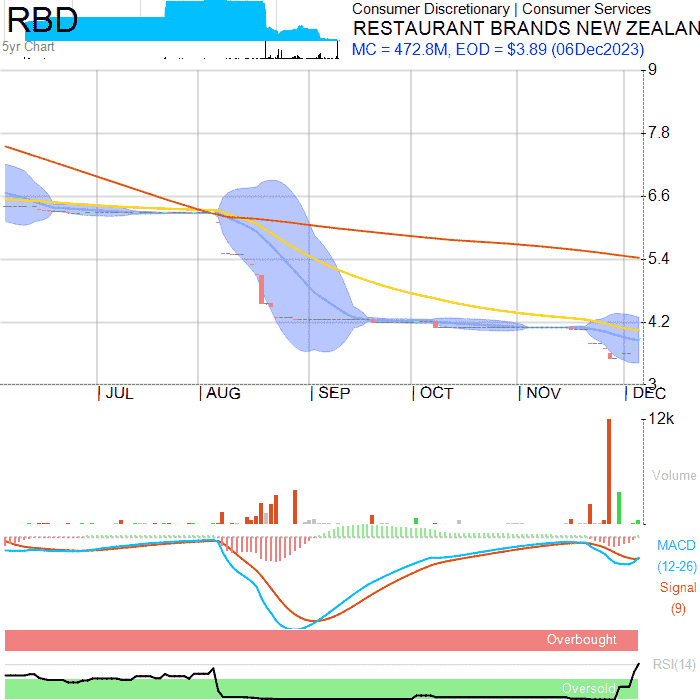 RBD
Consumer Discretionary | Consumer Services
RESTAURANT BRANDS NEW ZEALAN
5yr Chart
MC = 472.8M, EOD = $3.89 (06Dec2023)
9
7.8
6.6
5.4
4.2
3
JUL
AUG
SEP
OCT
NOV
DEC
12k
Volume
MACD
(12-26)
Signal
(9)
Overbought
RSI(14)
Oversold